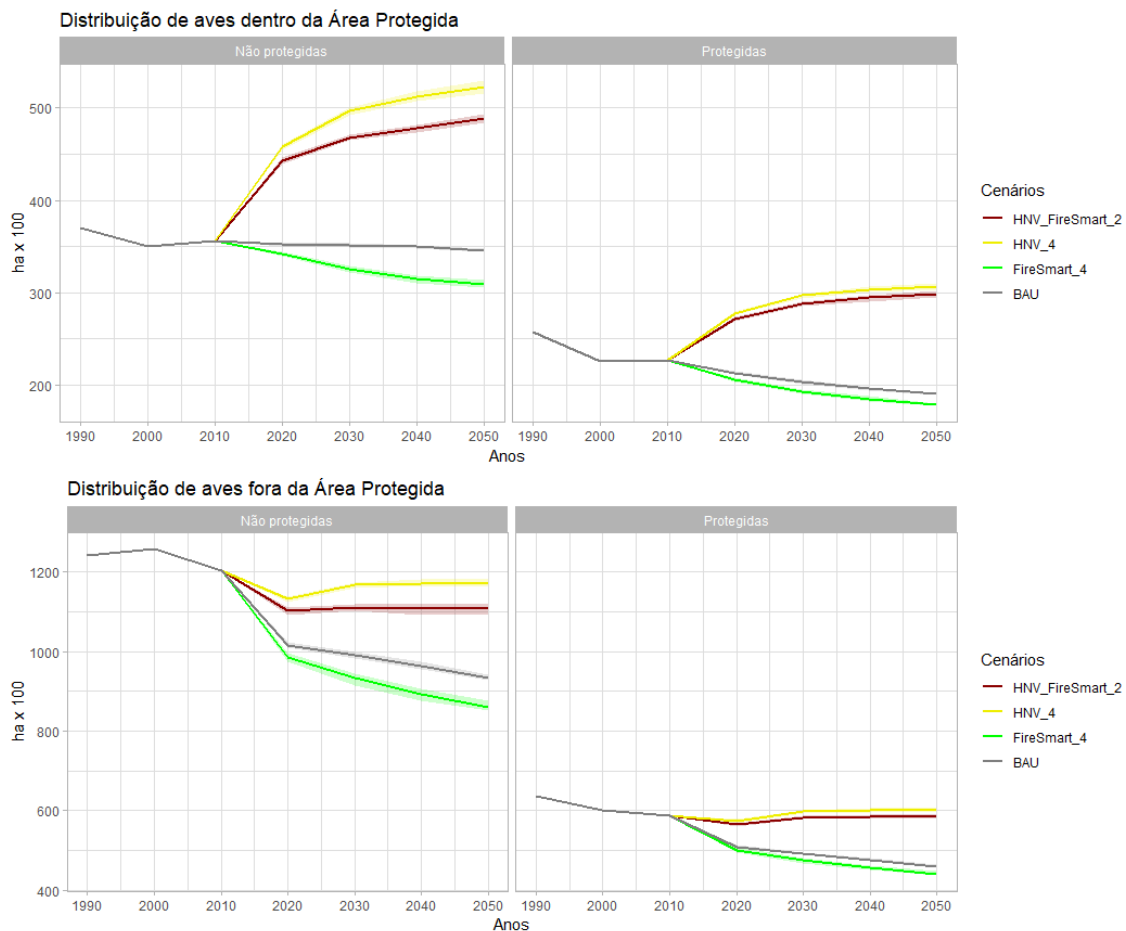 Distribuição de aves dentro da Área Protegida
Não protegidas
Protegidas
500
400
300
200
ha x 100
1990 2000 2010 2020 2030 2040 2050
1990 2000 2010 2020 2030 2040 2050
Anos
Cenários
HNV_FireSmart_2
HNV_4
FireSmart_4
BAU
Distribuição de aves fora da Área Protegida
Não protegidas
Protegidas
1200
1000
800
600
400
ha x 100
1990 2000 2010 2020 2030 2040 2050
1990 2000 2010 2020 2030 2040 2050
Anos
Cenários
HNV_FireSmart_2
HNV_4
FireSmart_4
BAU